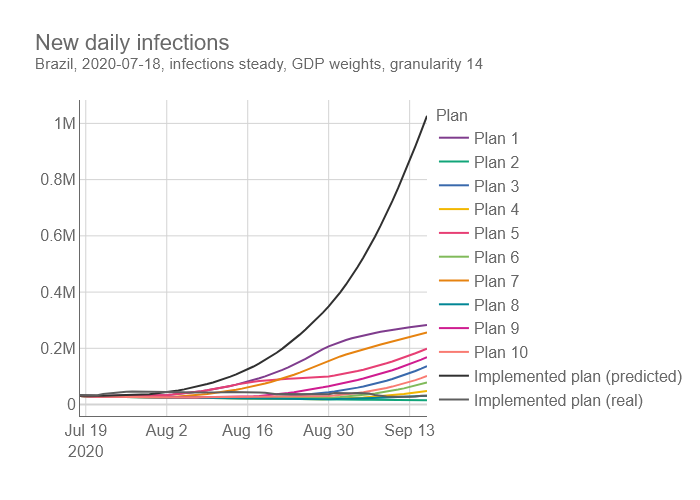 New daily infections
Brazil, 2020-07-18, infections steady, GDP weights, granularity 14
1M
0.8M
0.6M
0.4M
0.2M
0
Jul 19
2020
Aug 2
Aug 16
Aug 30
Sep 13
Plan
Plan 1
Plan 2
Plan 3
Plan 4
Plan 5
Plan 6
Plan 7
Plan 8
Plan 9
Plan 10
Implemented plan (predicted)
Implemented plan (real)